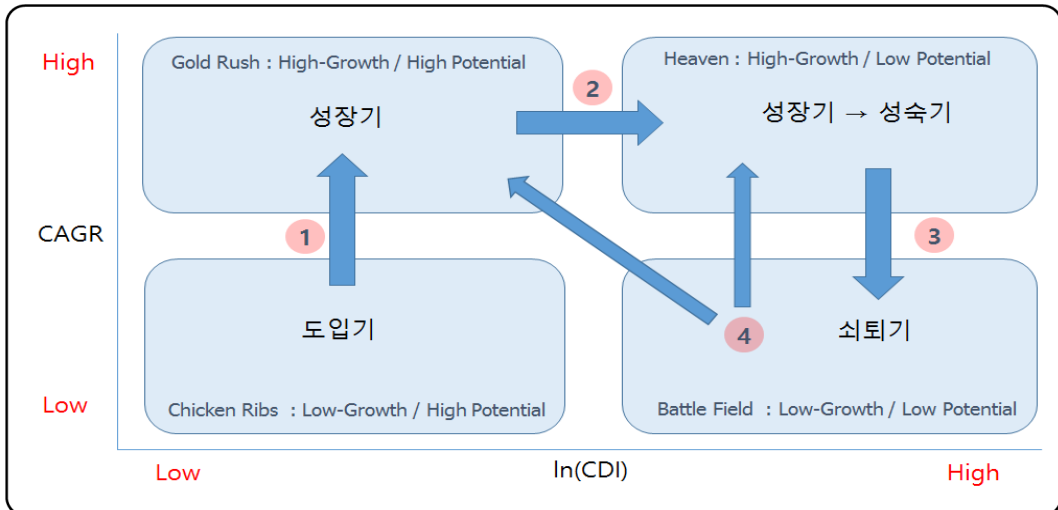 High
Gold Rush : High-Growth / High Potential
Heaven : High-Growth / Low Potential
2
성장기
성장기 → 성숙기
CAGR
1
3
도입기
4
쇠퇴기
Low
Chicken Ribs : Low-Growth / High Potential
Battle Field : Low-Growth / Low Potential
Low
ln(CDI)
High